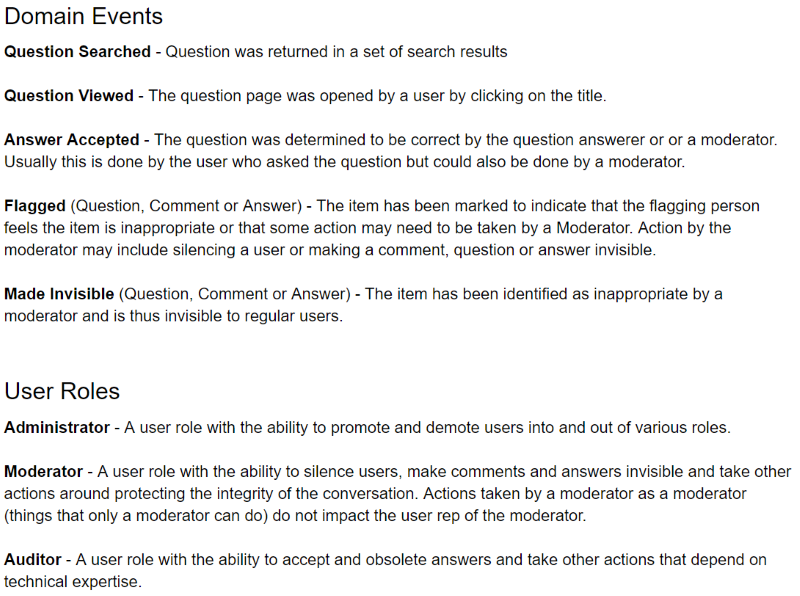 Domain Events
Question Searched - Question was returned in a set of search results
Question Viewed - The question page was opened by a user by clicking on the title.
Answer Accepted - The question was determined to be correct by the question answerer or or a moderator.
Usually this is done by the user who asked the question but could also be done by a moderator.
Flagged (Question, Comment or Answer) - The item has been marked to indicate that the flagging person
feels the item is inappropriate or that some action may need to be taken by a Moderator. Action by the
moderator may include silencing a user or making a comment, question or answer invisible.
Made Invisible (Question, Comment or Answer) - The item has been identified as inappropriate by a
moderator and is thus invisible to regular users.
User Roles
Administrator - A user role with the ability to promote and demote users into and out of various roles.
Moderator - A user role with the ability to silence users, make comments and answers invisible and take other
actions around protecting the integrity of the conversation. Actions taken by a moderator as a moderator
(things that only a moderator can do) do not impact the user rep of the moderator.
Auditor - A user role with the ability to accept and obsolete answers and take other actions that depend on
technical expertise.